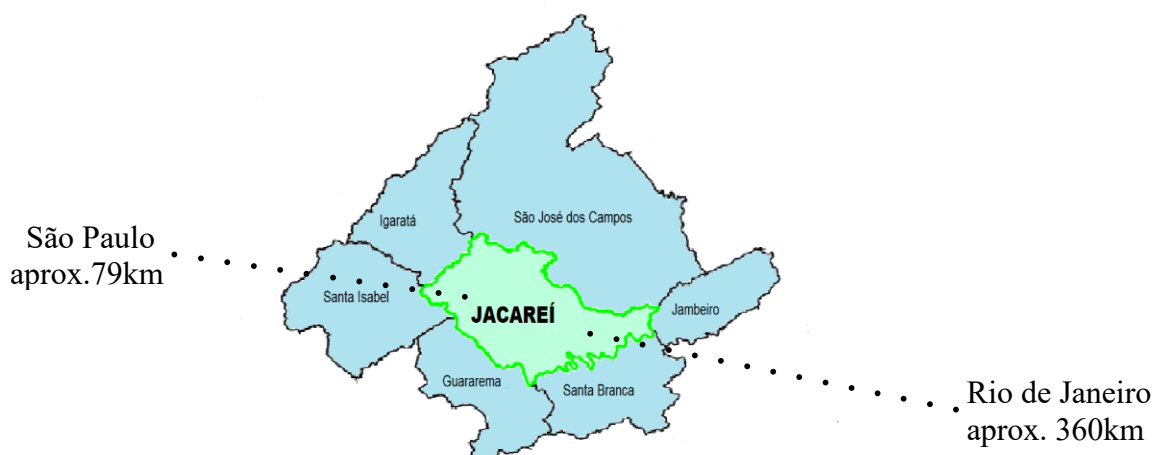 São José dos Campos
Igaratá
São Paulo
aprox.79km
Santa Isabel
JACAREÍ
Jambeiro
Guararema
Santa Branca
Rio de Janeiro
aprox. 360km